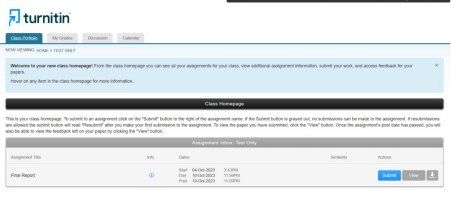 turnitin
Class Portfolio My Grades Discussion Calendar
NOW VIEWING: HOME > TEST ONLY
Welcome to your new class homepage! From the class homepage you can see all your assignments for your class, view additional assignment information, submit your work, and access feedback for your
papers.
Hover on any item in the class homepage for more information.
Class Homepage
This is your class homepage. To submit to an assignment click on the "Submit" button to the right of the assignment name. If the Submit button is grayed out, no submissions can be made to the assignment. If resubmissions
are allowed the submit button will read "Resubmit" after you make your first submission to the assignment. To view the paper you have submitted, click the "View" button. Once the assignment's post date has passed, you will
also be able to view the feedback left on your paper by clicking the "View" button.
Assignment Inbox: Test Only
Assignment Title Info Dates Similarity Actions
Start 04-Oct-2023 3:43PM
Final Report Due 10-Oct-2023 11:59PM Submit View
Post 10-Oct-2023 11:59PM